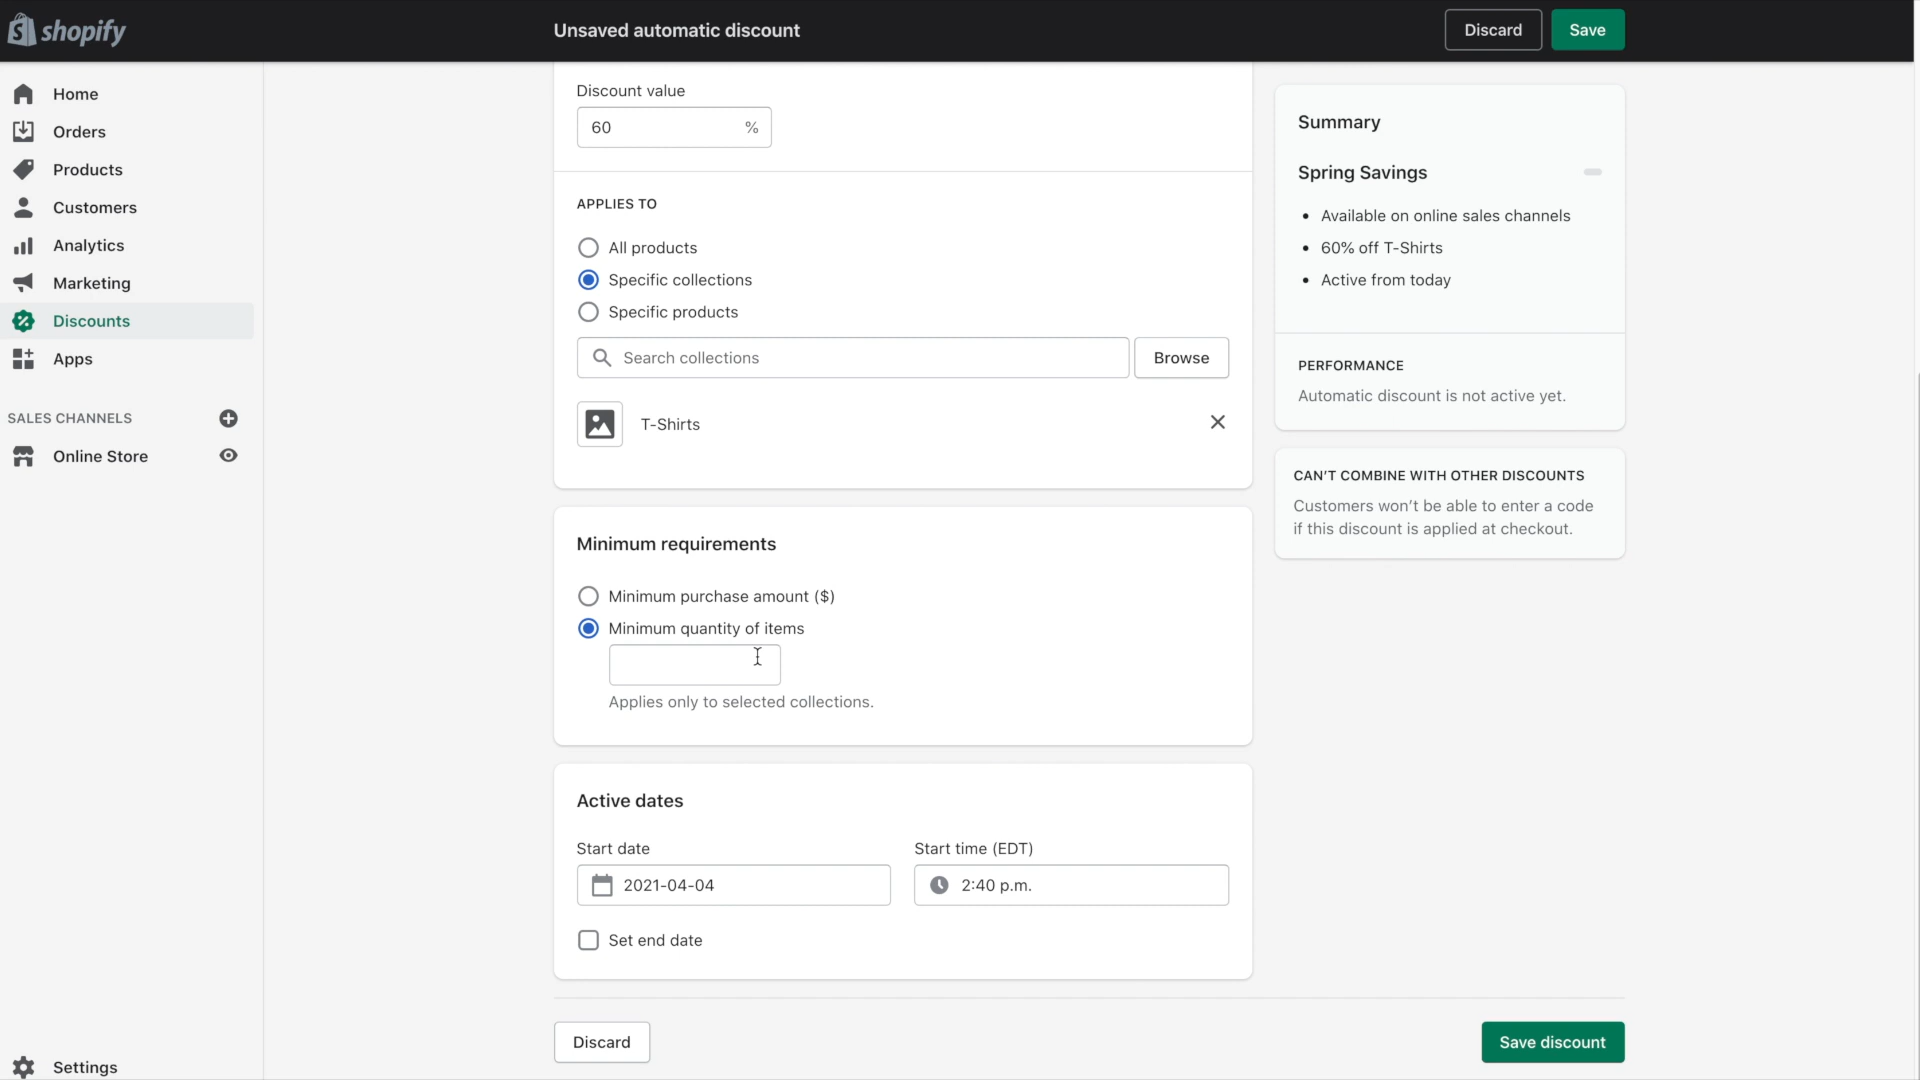 shopify
Unsaved automatic discount
Discard
Save
Home
Orders
Products
Customers
Analytics
Marketing
Discounts
Apps
SALES CHANNELS
Online Store
Settings
Discount value
60 %
APPLIES TO
All products
Specific collections
Specific products
Search collections
Browse
T-Shirts
Minimum requirements
Minimum purchase amount ($)
Minimum quantity of items
Applies only to selected collections.
Active dates
Start date
Start time (EDT)
2021-04-04
2:40 p.m.
Set end date
Discard
Save discount
Summary
Spring Savings
• Available on online sales channels
• 60% off T-Shirts
• Active from today
PERFORMANCE
Automatic discount is not active yet.
CAN'T COMBINE WITH OTHER DISCOUNTS
Customers won't be able to enter a code
if this discount is applied at checkout.